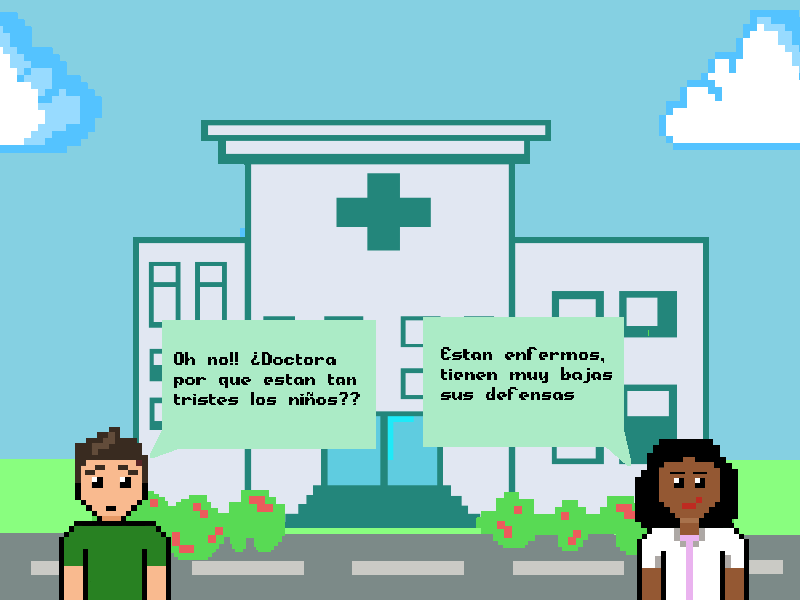 Oh no!! ¿Doctora
por que estan tan
tristes los niños??
Estan enfermos,
tienen muy bajas
sus defensas